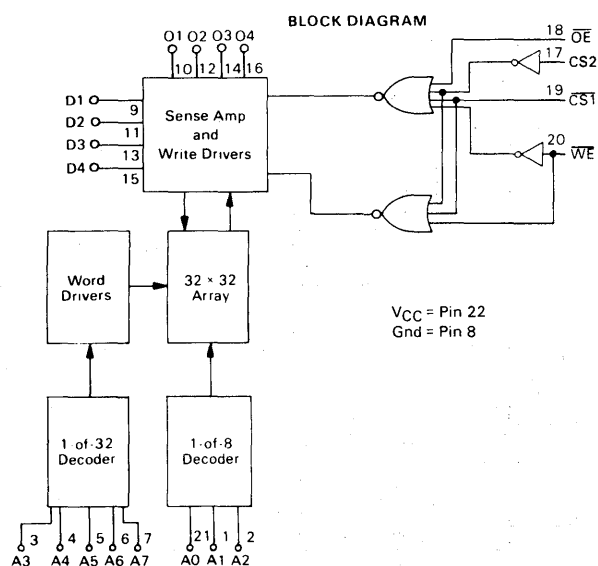 BLOCK DIAGRAM
O1 O2 O3 O4
10 12 14 16
D1 9
D2 11
D3 13
D4 15
Sense Amp
and
Write Drivers
18 OE
17 CS2
19 CS1
20 WE
Word
Drivers
32 × 32
Array
VCC = Pin 22
Gnd = Pin 8
1-of-32
Decoder
1-of-8
Decoder
3 4 5 6 7 21 1 2
A3 A4 A5 A6 A7 A0 A1 A2